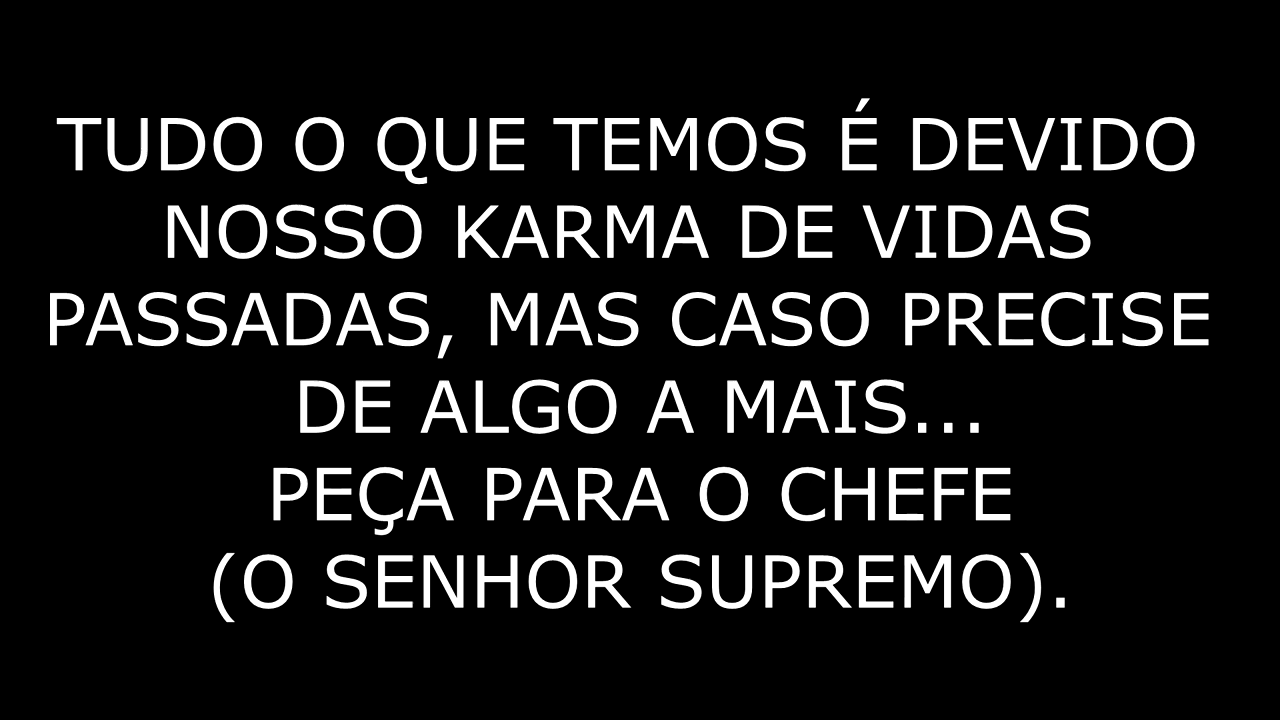 TUDO O QUE TEMOS É DEVIDO
NOSSO KARMA DE VIDAS
PASSADAS, MAS CASO PRECISE
DE ALGO A MAIS...
PEÇA PARA O CHEFE
(O SENHOR SUPREMO).